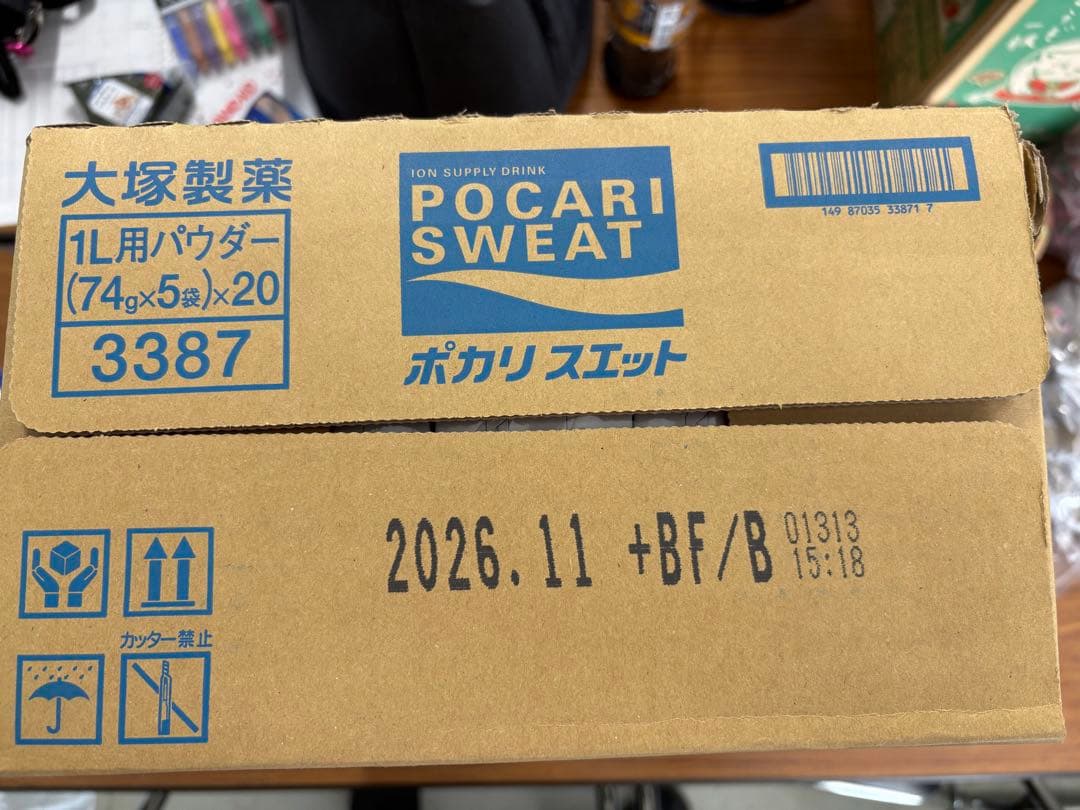 大塚製薬
1L用パウダー
(74g×5袋)×20
3387
ION SUPPLY DRINK
POCARI
SWEAT
ポカリスエット
149 87035 33871 7
2026.11 +BF/B
01313
15:18
カッター禁止